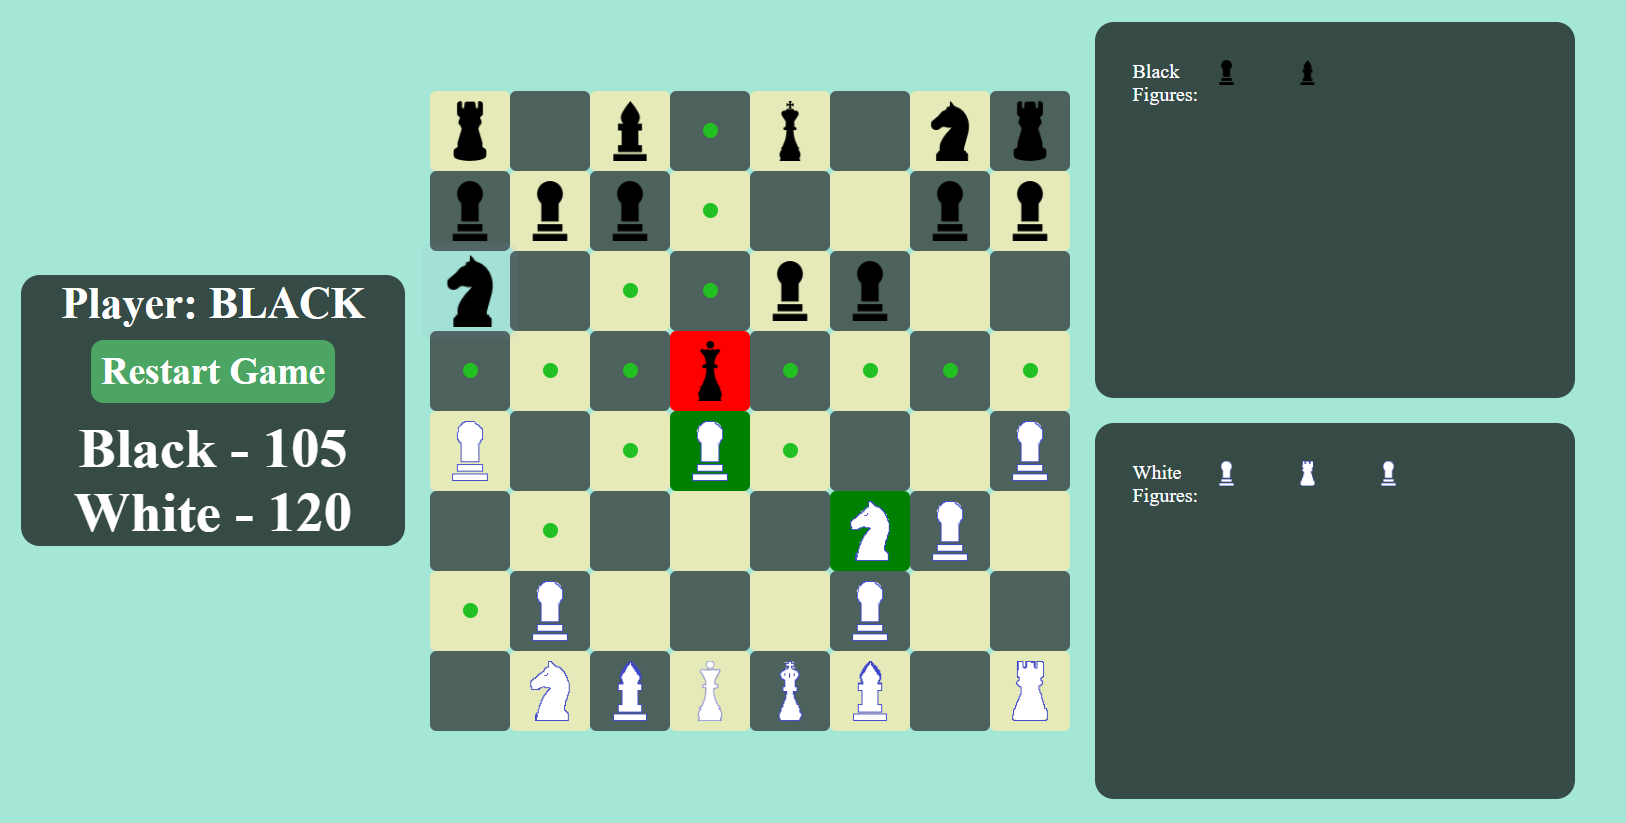 Player: BLACK
Restart Game
Black - 105
White - 120
Black
Figures:
White
Figures: